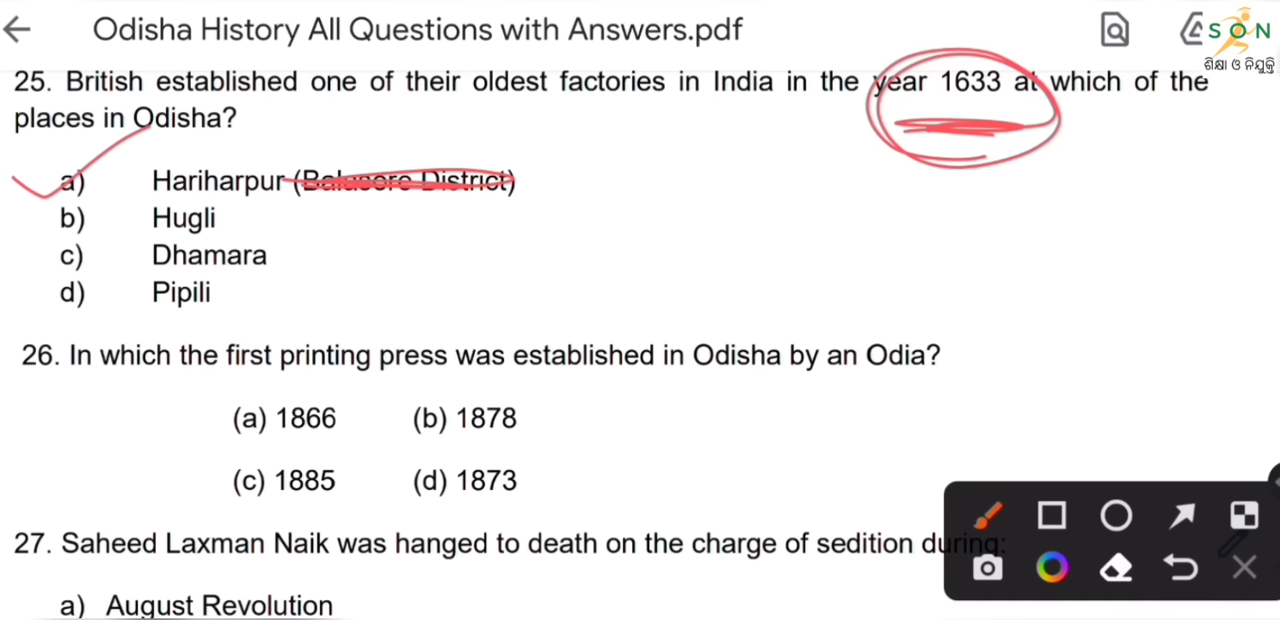 Odisha History All Questions with Answers.pdf
SON
ଶିକ୍ଷା ଓ ନିଯୁକ୍ତି
25. British established one of their oldest factories in India in the year 1633 at which of the
places in Odisha?
a) Hariharpur (Balasore District)
b) Hugli
c) Dhamara
d) Pipili
26. In which the first printing press was established in Odisha by an Odia?
(a) 1866 (b) 1878
(c) 1885 (d) 1873
27. Saheed Laxman Naik was hanged to death on the charge of sedition during:
a) August Revolution